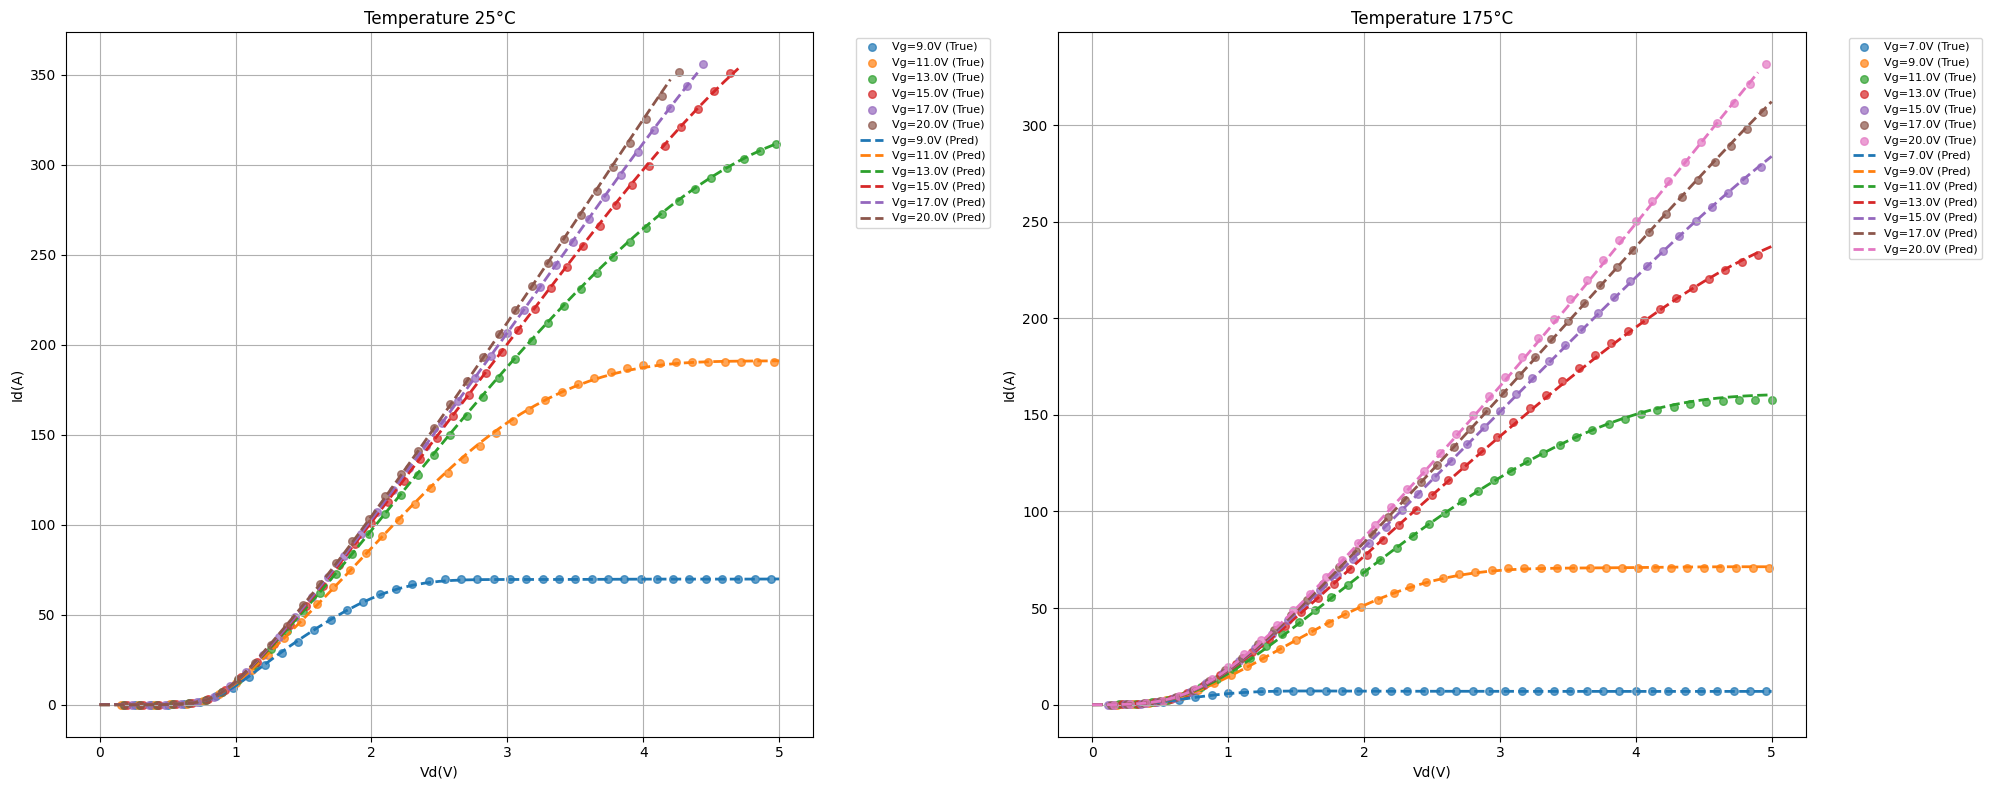 Temperature 25°C
Id(A)
350
300
250
200
150
100
50
0
0 1 2 3 4 5
Vd(V)
Vg=9.0V (True)
Vg=11.0V (True)
Vg=13.0V (True)
Vg=15.0V (True)
Vg=17.0V (True)
Vg=20.0V (True)
Vg=9.0V (Pred)
Vg=11.0V (Pred)
Vg=13.0V (Pred)
Vg=15.0V (Pred)
Vg=17.0V (Pred)
Vg=20.0V (Pred)
Temperature 175°C
Id(A)
300
250
200
150
100
50
0
0 1 2 3 4 5
Vd(V)
Vg=7.0V (True)
Vg=9.0V (True)
Vg=11.0V (True)
Vg=13.0V (True)
Vg=15.0V (True)
Vg=17.0V (True)
Vg=20.0V (True)
Vg=7.0V (Pred)
Vg=9.0V (Pred)
Vg=11.0V (Pred)
Vg=13.0V (Pred)
Vg=15.0V (Pred)
Vg=17.0V (Pred)
Vg=20.0V (Pred)